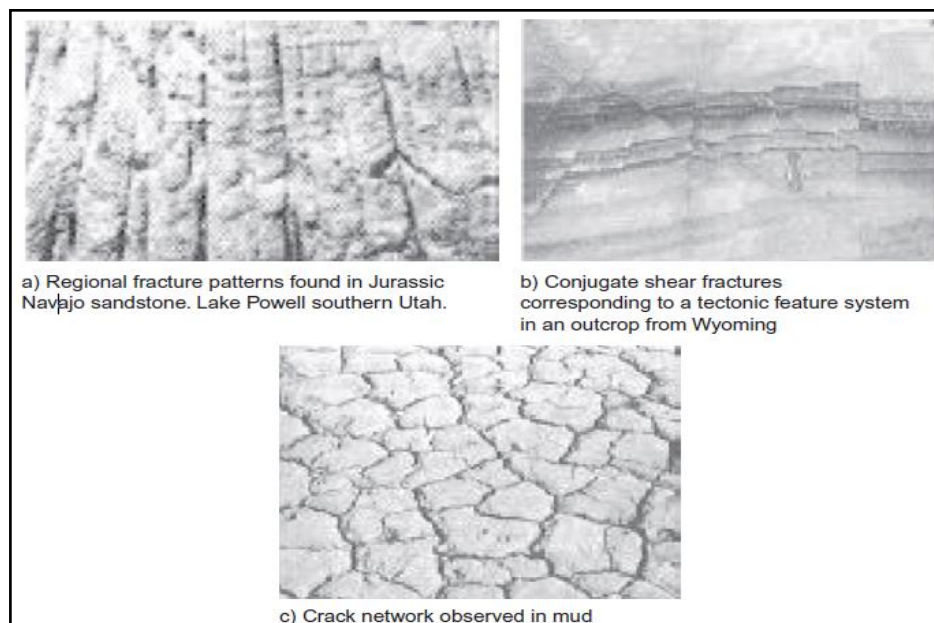 a) Regional fracture patterns found in Jurassic
Navajo sandstone. Lake Powell southern Utah.
b) Conjugate shear fractures
corresponding to a tectonic feature system
in an outcrop from Wyoming
c) Crack network observed in mud